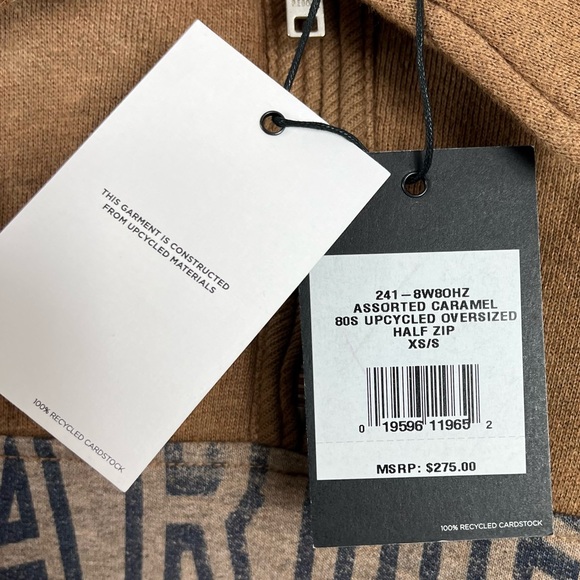 THIS GARMENT IS CONSTRUCTED
FROM UPCYCLED MATERIALS
100% RECYCLED CARDSTOCK
241-8W8OHZ
ASSORTED CARAMEL
80S UPCYCLED OVERSIZED
HALF ZIP
XS/S
0 19596 11965 2
MSRP: $275.00
100% RECYCLED CARDSTOCK